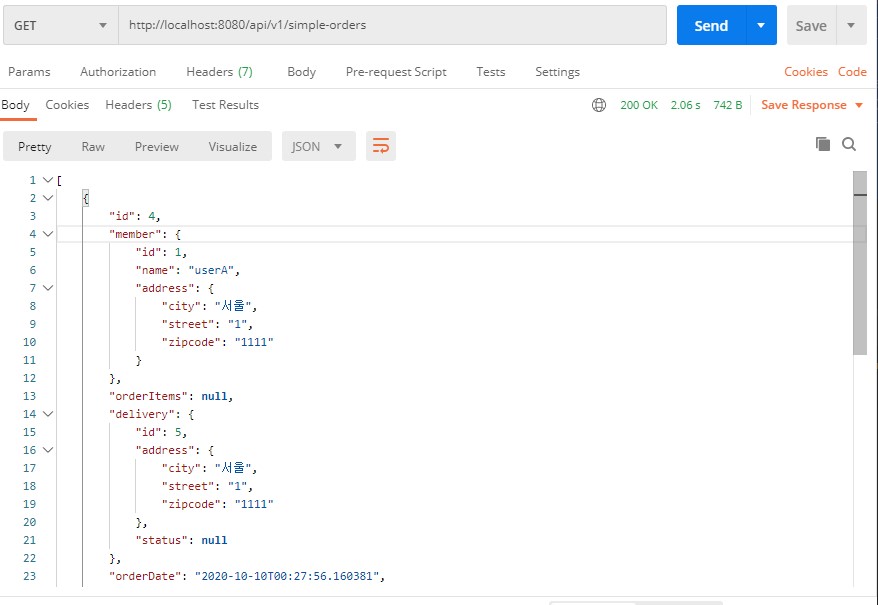 GET http://localhost:8080/api/v1/simple-orders Send Save
Params Authorization Headers (7) Body Pre-request Script Tests Settings Cookies Code
Body Cookies Headers (5) Test Results 200 OK 2.06 s 742 B Save Response
Pretty Raw Preview Visualize JSON
1 [
2 {
3 "id": 4,
4 "member": {
5 "id": 1,
6 "name": "userA",
7 "address": {
8 "city": "서울",
9 "street": "1",
10 "zipcode": "1111"
11 }
12 },
13 "orderItems": null,
14 "delivery": {
15 "id": 5,
16 "address": {
17 "city": "서울",
18 "street": "1",
19 "zipcode": "1111"
20 },
21 "status": null
22 },
23 "orderDate": "2020-10-10T00:27:56.160381",